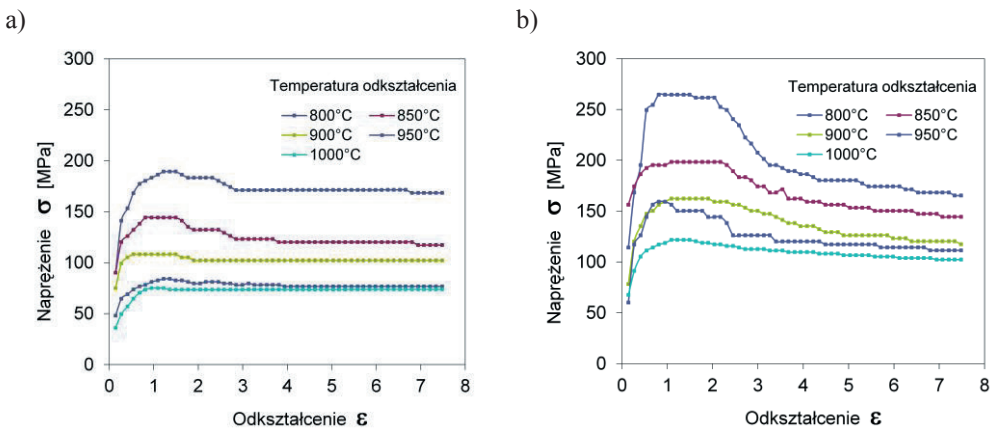 a)
300
250
200
150
100
50
0
Naprężenie σ [MPa]
Temperatura odkształcenia
800°C 850°C
900°C 950°C
1000°C
0 1 2 3 4 5 6 7 8
Odkształcenie ε
b)
300
250
200
150
100
50
0
Naprężenie σ [MPa]
Temperatura odkształcenia
800°C 850°C
900°C 950°C
1000°C
0 1 2 3 4 5 6 7 8
Odkształcenie ε